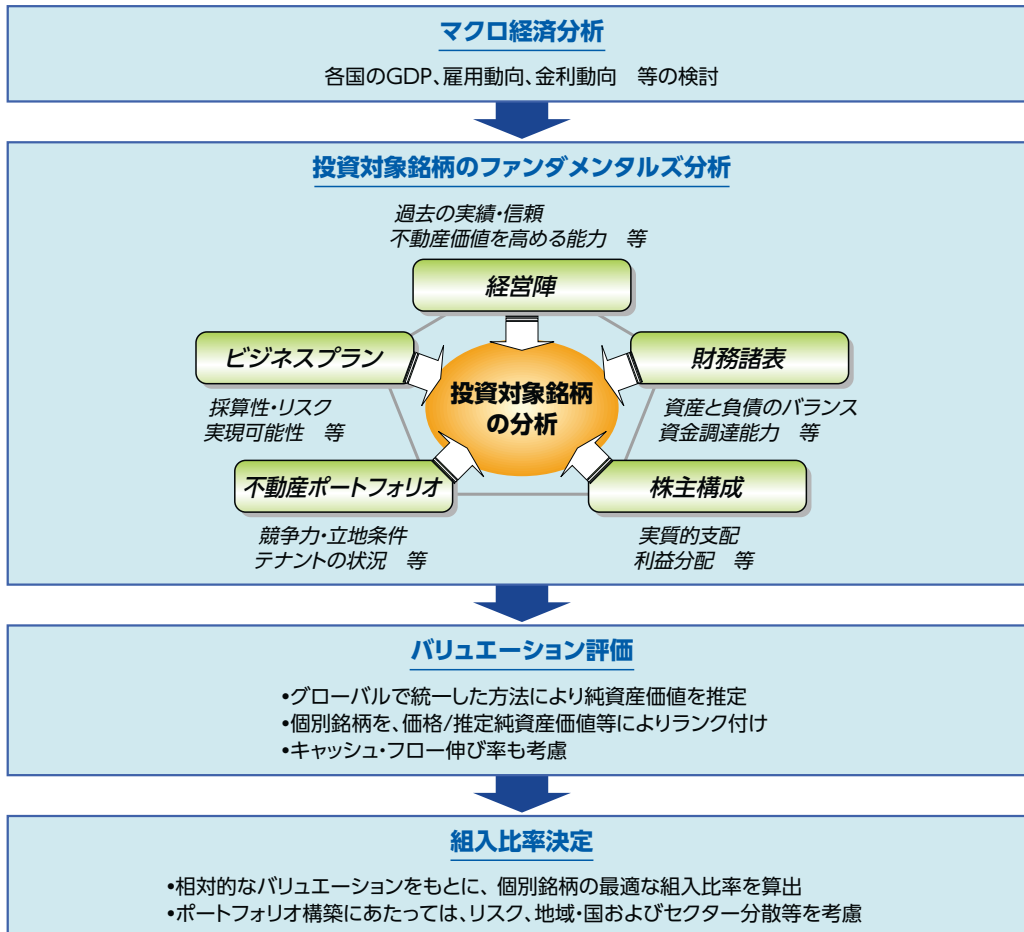 マクロ経済分析
各国のGDP、雇用動向、金利動向　等の検討
投資対象銘柄のファンダメンタルズ分析
過去の実績・信頼
不動産価値を高める能力　等
経営陣
ビジネスプラン
採算性・リスク
実現可能性　等
財務諸表
資産と負債のバランス
資金調達能力　等
投資対象銘柄
の分析
不動産ポートフォリオ
競争力・立地条件
テナントの状況　等
株主構成
実質的支配
利益分配　等
バリュエーション評価
•グローバルで統一した方法により純資産価値を推定
•個別銘柄を、価格/推定純資産価値等によりランク付け
•キャッシュ・フロー伸び率も考慮
組入比率決定
•相対的なバリュエーションをもとに、個別銘柄の最適な組入比率を算出
•ポートフォリオ構築にあたっては、リスク、地域・国およびセクター分散等を考慮